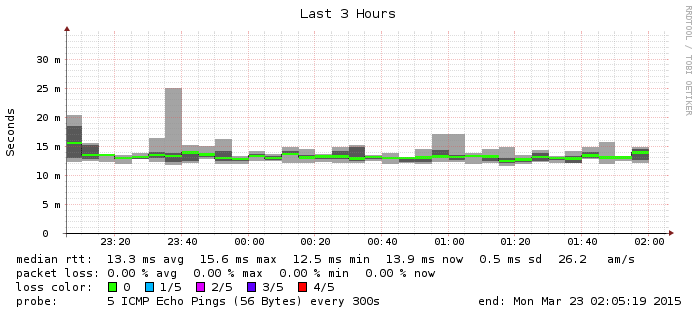 Last 3 Hours
RRDTOOL / TOBI OETIKER
Seconds
30 m
25 m
20 m
15 m
10 m
5 m
0
23:20 23:40 00:00 00:20 00:40 01:00 01:20 01:40 02:00
median rtt: 13.3 ms avg 15.6 ms max 12.5 ms min 13.9 ms now 0.5 ms sd 26.2 am/s
packet loss: 0.00 % avg 0.00 % max 0.00 % min 0.00 % now
loss color: 0 1/5 2/5 3/5 4/5
probe: 5 ICMP Echo Pings (56 Bytes) every 300s end: Mon Mar 23 02:05:19 2015